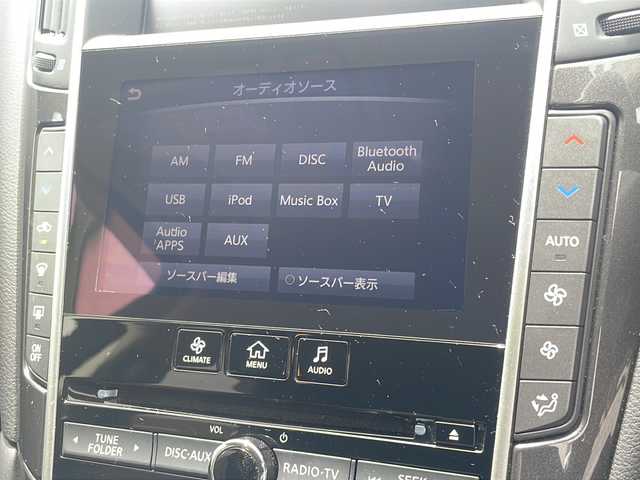 オーディオソース
AM
FM
DISC
Bluetooth
Audio
USB
iPod
Music Box
TV
Audio
APPS
AUX
ソースバー編集
ソースバー表示
AUTO
ON
OFF
CLIMATE
MENU
AUDIO
VOL
TUNE
FOLDER
DISC·AUX
RADIO·TV
SEEK